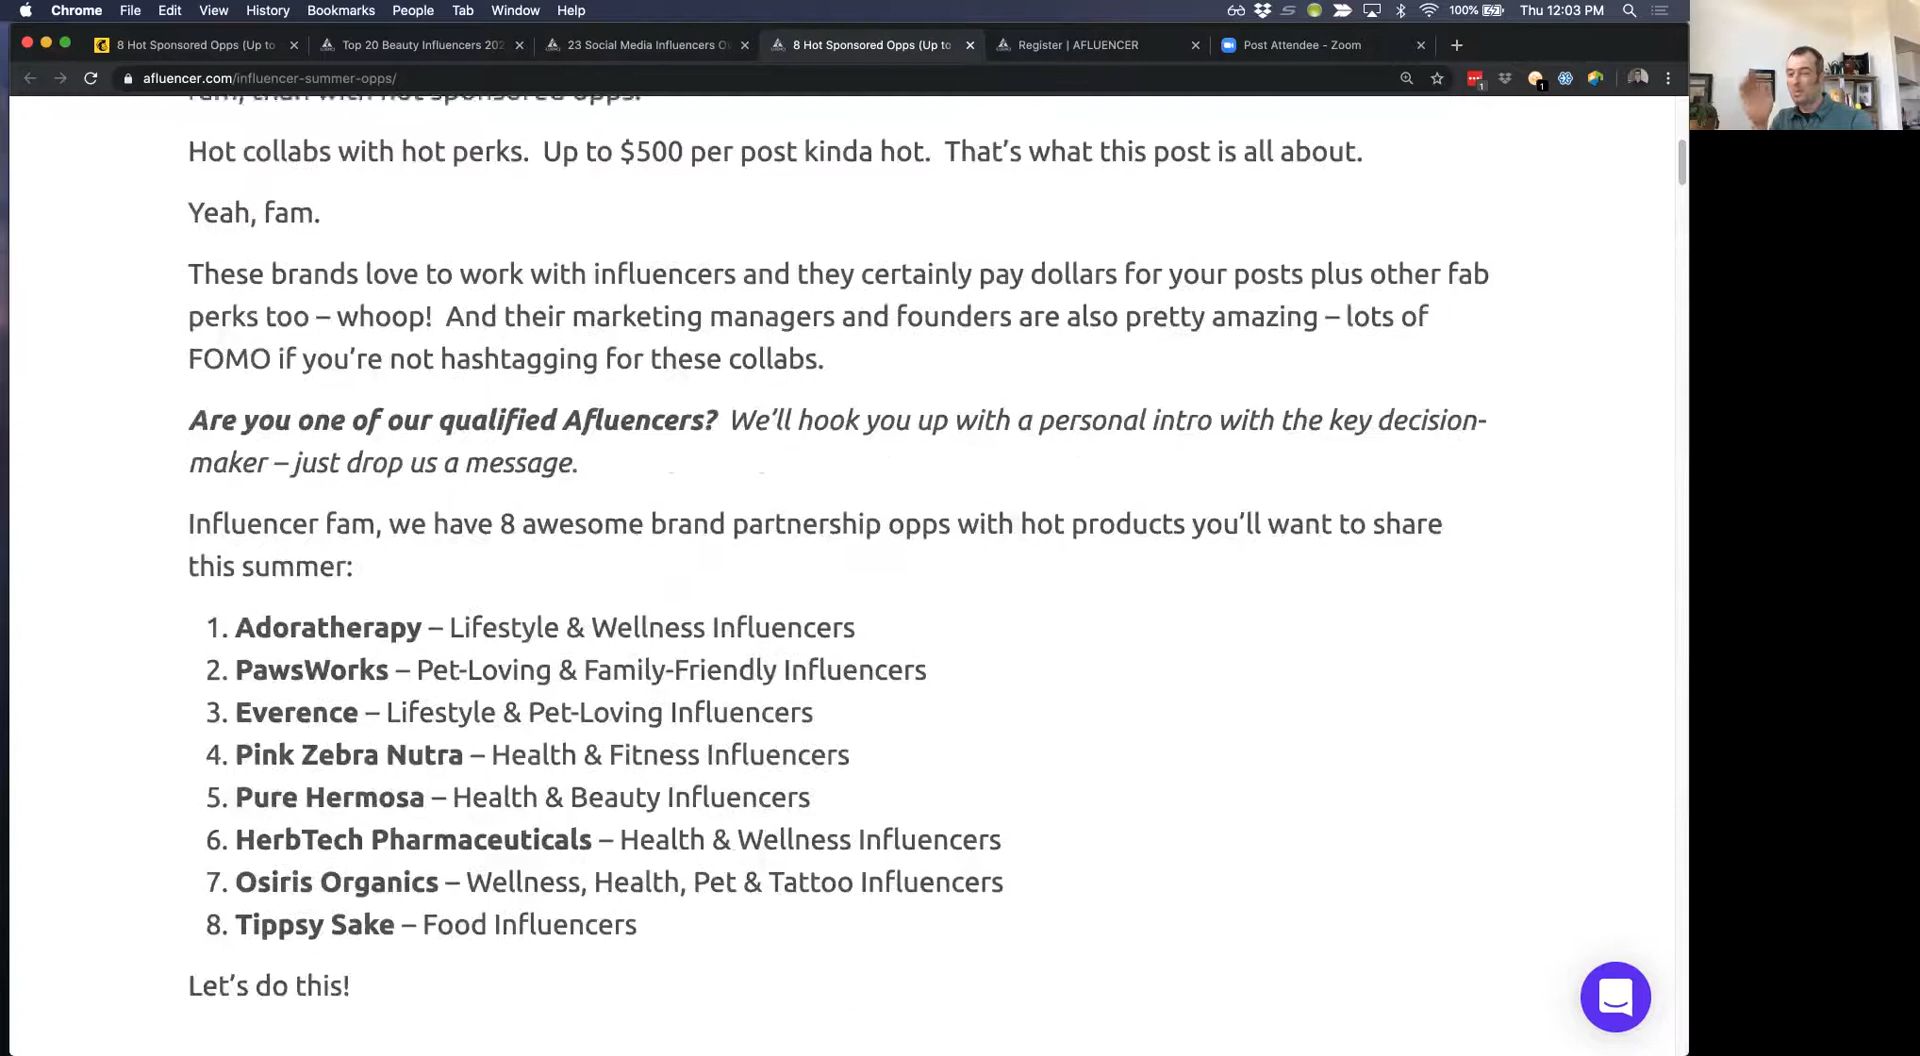 Chrome File Edit View History Bookmarks People Tab Window Help 100% Thu 12:03 PM
8 Hot Sponsored Opps (Up to Top 20 Beauty Influencers 202 23 Social Media Influencers O 8 Hot Sponsored Opps (Up to Register | AFLUENCER Post Attendee - Zoom
afluencer.com/influencer-summer-opps/
Fam, than with hot sponsored opps.
Hot collabs with hot perks. Up to $500 per post kinda hot. That’s what this post is all about.
Yeah, fam.
These brands love to work with influencers and they certainly pay dollars for your posts plus other fab
perks too – whoop! And their marketing managers and founders are also pretty amazing – lots of
FOMO if you’re not hashtagging for these collabs.
Are you one of our qualified Afluencers? We’ll hook you up with a personal intro with the key decision-
maker – just drop us a message.
Influencer fam, we have 8 awesome brand partnership opps with hot products you’ll want to share
this summer:
1. Adoratherapy – Lifestyle & Wellness Influencers
2. PawsWorks – Pet-Loving & Family-Friendly Influencers
3. Everence – Lifestyle & Pet-Loving Influencers
4. Pink Zebra Nutra – Health & Fitness Influencers
5. Pure Hermosa – Health & Beauty Influencers
6. HerbTech Pharmaceuticals – Health & Wellness Influencers
7. Osiris Organics – Wellness, Health, Pet & Tattoo Influencers
8. Tippsy Sake – Food Influencers
Let’s do this!